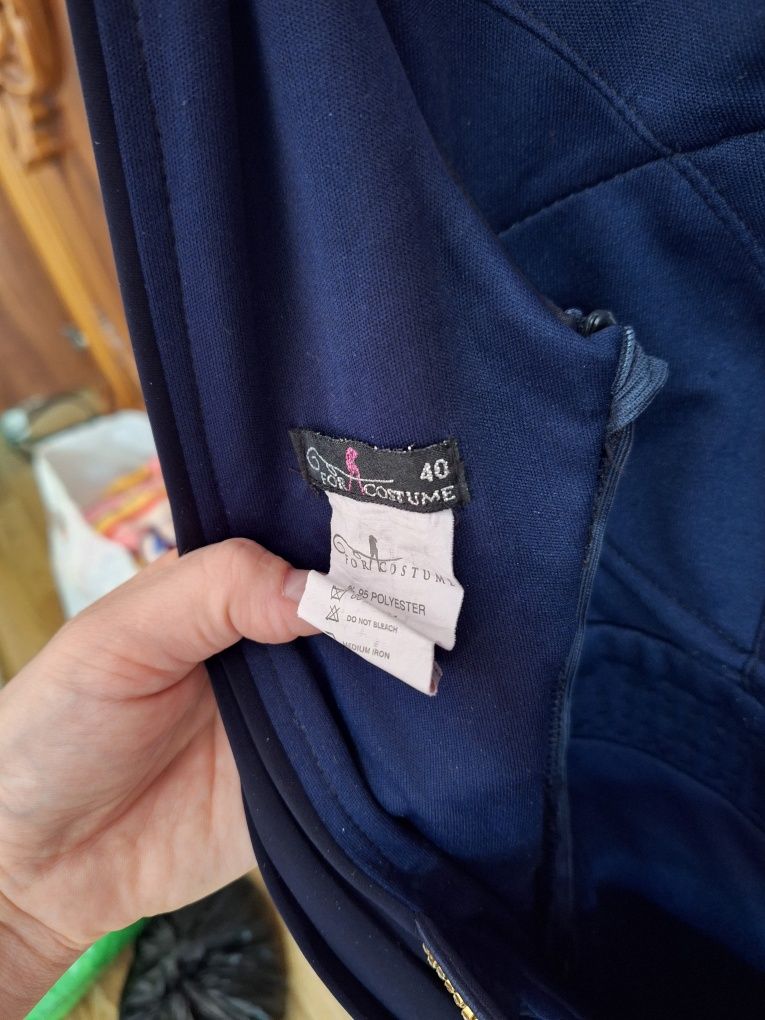 40
FOR COSTUME
FOR COSTUME
%95 POLYESTER
DO NOT BLEACH
MEDIUM IRON